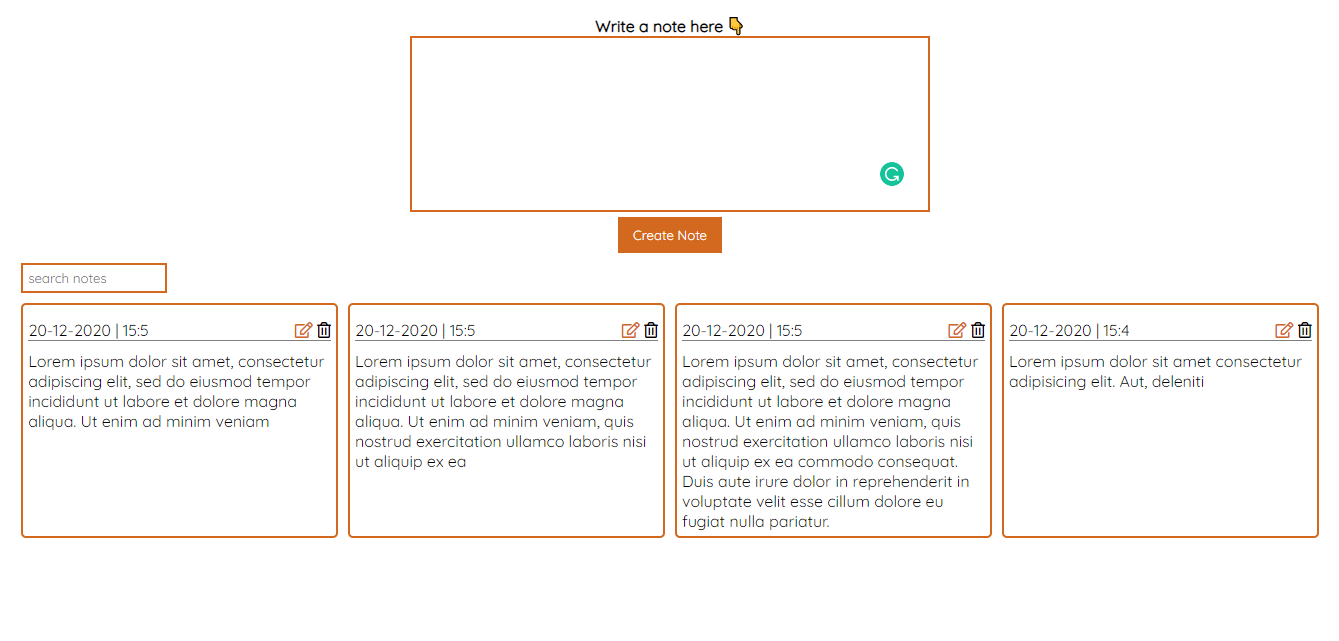 Write a note here 👇
Create Note
search notes
20-12-2020 | 15:5
Lorem ipsum dolor sit amet, consectetur
adipiscing elit, sed do eiusmod tempor
incididunt ut labore et dolore magna
aliqua. Ut enim ad minim veniam
20-12-2020 | 15:5
Lorem ipsum dolor sit amet, consectetur
adipiscing elit, sed do eiusmod tempor
incididunt ut labore et dolore magna
aliqua. Ut enim ad minim veniam, quis
nostrud exercitation ullamco laboris nisi
ut aliquip ex ea
20-12-2020 | 15:5
Lorem ipsum dolor sit amet, consectetur
adipiscing elit, sed do eiusmod tempor
incididunt ut labore et dolore magna
aliqua. Ut enim ad minim veniam, quis
nostrud exercitation ullamco laboris nisi
ut aliquip ex ea commodo consequat.
Duis aute irure dolor in reprehenderit in
voluptate velit esse cillum dolore eu
fugiat nulla pariatur.
20-12-2020 | 15:4
Lorem ipsum dolor sit amet consectetur
adipisicing elit. Aut, deleniti